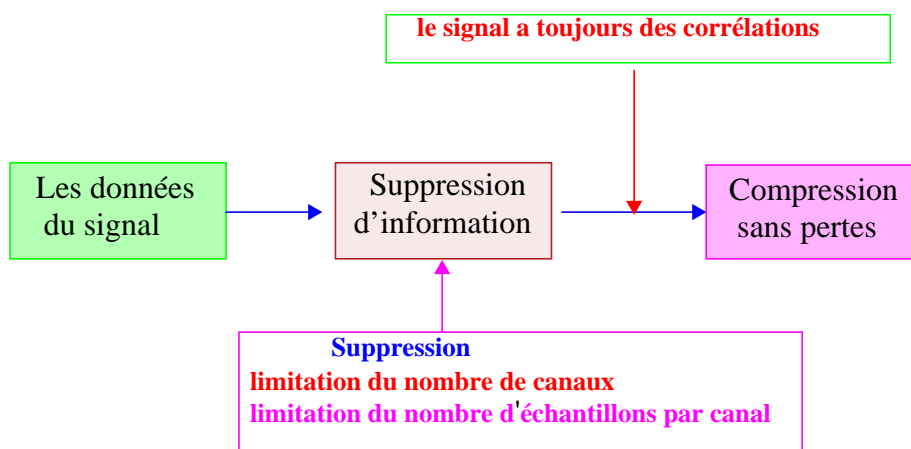 le signal a toujours des corrélations
Les données
du signal
Suppression
d’information
Compression
sans pertes
Suppression
limitation du nombre de canaux
limitation du nombre d'échantillons par canal